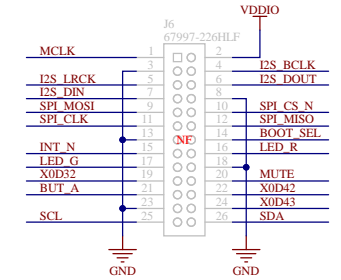 VDDIO
J6
67997-226HLF
MCLK 1 2
3 4 I2S_BCLK
I2S_LRCK 5 6 I2S_DOUT
I2S_DIN 7 8
SPI_MOSI 9 10 SPI_CS_N
SPI_CLK 11 12 SPI_MISO
13 14 BOOT_SEL
NF
INT_N 15 16 LED_R
LED_G 17 18
X0D32 19 20 MUTE
BUT_A 21 22 X0D42
23 24 X0D43
SCL 25 26 SDA
GND GND